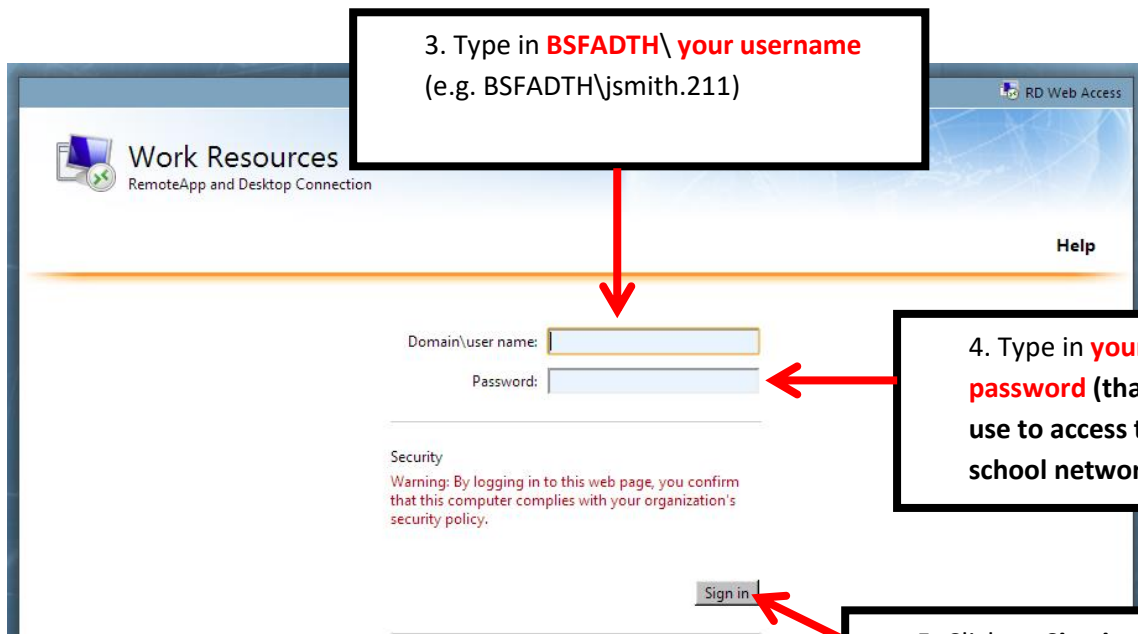 3. Type in BSFADTH\ your username
(e.g. BSFADTH\jsmith.211)
RD Web Access
Work Resources
RemoteApp and Desktop Connection
Help
Domain\user name:
4. Type in
Password:
password
use to access
school
Security
Warning: By logging in to this web page, you confirm
that this computer complies with your organization's
security policy.
Sign in